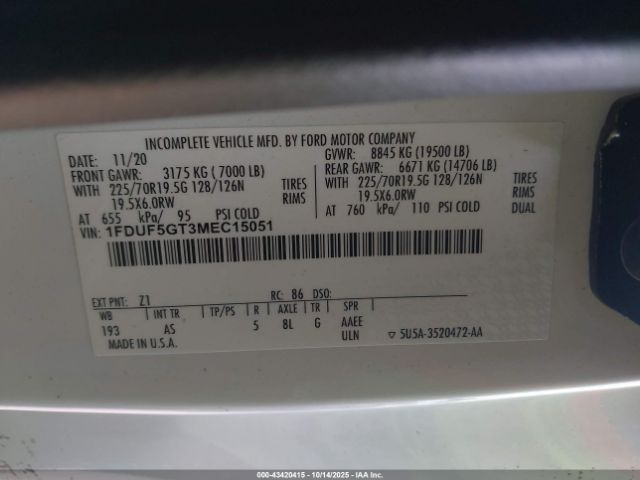 INCOMPLETE VEHICLE MFD. BY FORD MOTOR COMPANY
DATE: 11/20 GVWR: 8845 KG (19500 LB)
FRONT GAWR: 3175 KG (7000 LB) REAR GAWR: 6671 KG (14706 LB)
WITH 225/70R19.5G 128/126N TIRES WITH 225/70R19.5G 128/126N TIRES
19.5X6.0RW RIMS 19.5X6.0RW RIMS
AT 655 kPa/ 95 PSI COLD AT 760 kPa/ 110 PSI COLD DUAL
VIN: 1FDUF5GT3MEC15051
EXT PNT: Z1 RC: 86 DSO:
WB INT TR TP/PS R AXLE TR SPR
193 AS 5 8L G AAEE
ULN
MADE IN U.S.A. 5U5A-3520472-AA
000-43420415 | 10/14/2025 | IAAI.COM